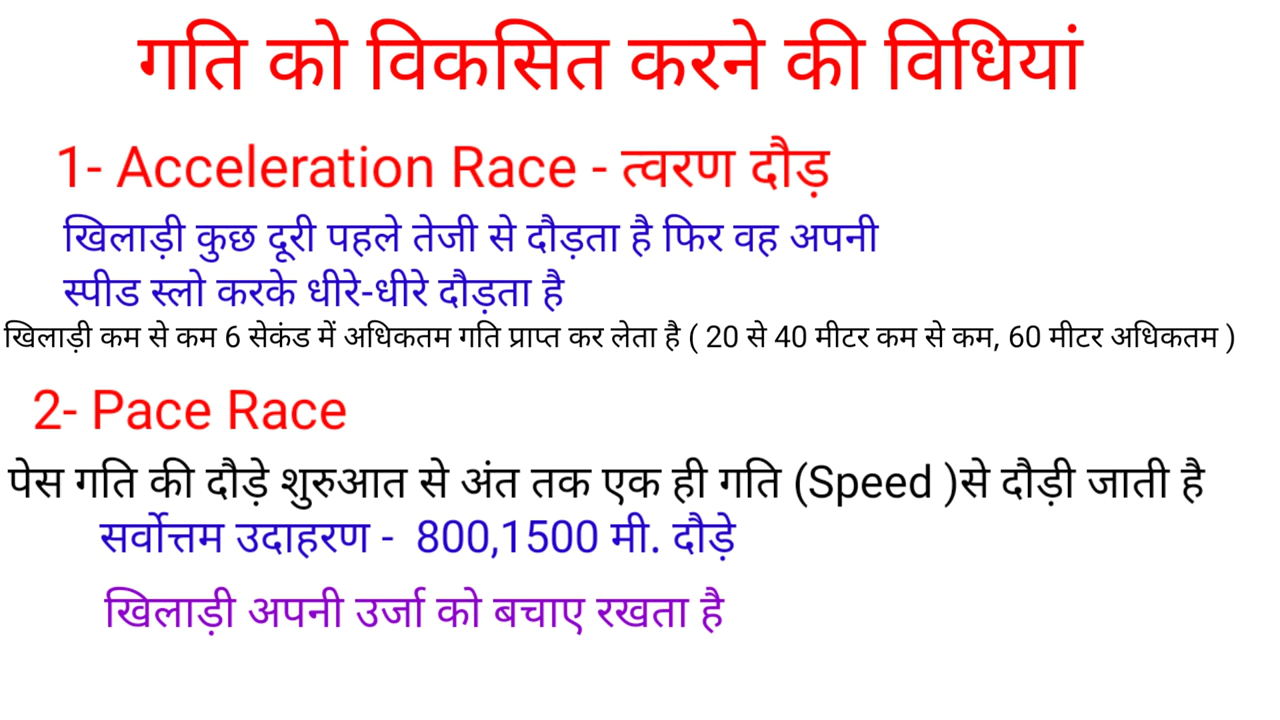 गति को विकसित करने की विधियां
1- Acceleration Race - त्वरण दौड़
खिलाड़ी कुछ दूरी पहले तेजी से दौड़ता है फिर वह अपनी
स्पीड स्लो करके धीरे-धीरे दौड़ता है
खिलाड़ी कम से कम 6 सेकंड में अधिकतम गति प्राप्त कर लेता है ( 20 से 40 मीटर कम से कम, 60 मीटर अधिकतम )
2- Pace Race
पेस गति की दौड़े शुरुआत से अंत तक एक ही गति (Speed )से दौड़ी जाती है
सर्वोत्तम उदाहरण - 800,1500 मी. दौड़े
खिलाड़ी अपनी उर्जा को बचाए रखता है